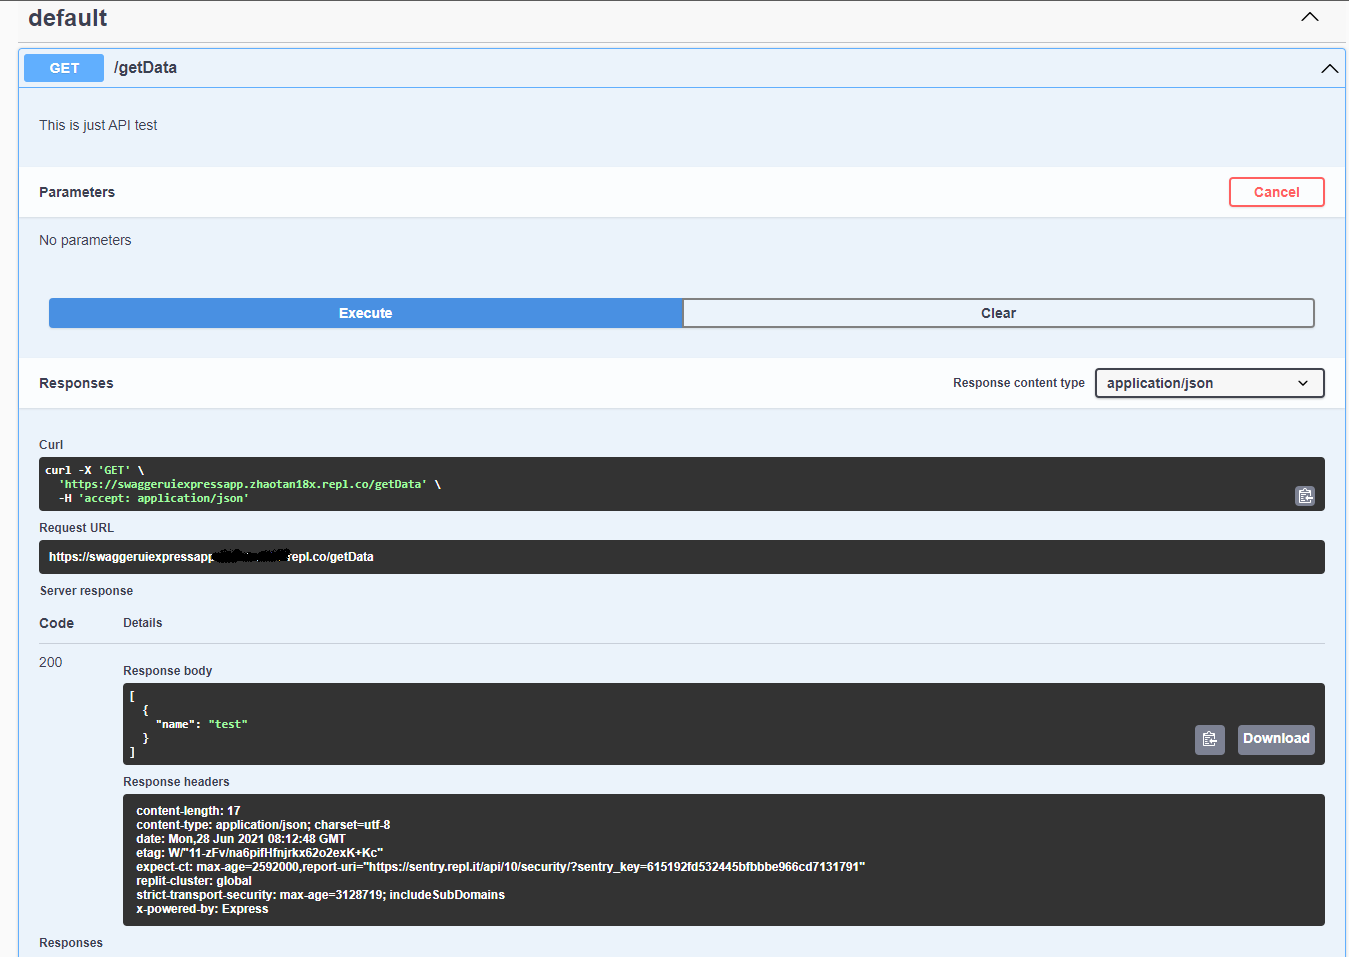 default
GET /getData
This is just API test
Parameters Cancel
No parameters
Execute Clear
Responses Response content type application/json
Curl
curl -X 'GET' \
'https://swaggeruiexpressapp.zhaotan18x.repl.co/getData' \
-H 'accept: application/json'
Request URL
https://swaggeruiexpressapp repl.co/getData
Server response
Code Details
200
Response body
[
{
"name": "test"
}
]
Download
Response headers
content-length: 17
content-type: application/json; charset=utf-8
date: Mon,28 Jun 2021 08:12:48 GMT
etag: W/"11-zFv/na6pifHfnjrkx62o2exK+Kc"
expect-ct: max-age=2592000,report-uri="https://sentry.repl.it/api/10/security/?sentry_key=615192fd532445bfbbbe966cd7131791"
replit-cluster: global
strict-transport-security: max-age=3128719; includeSubDomains
x-powered-by: Express
Responses